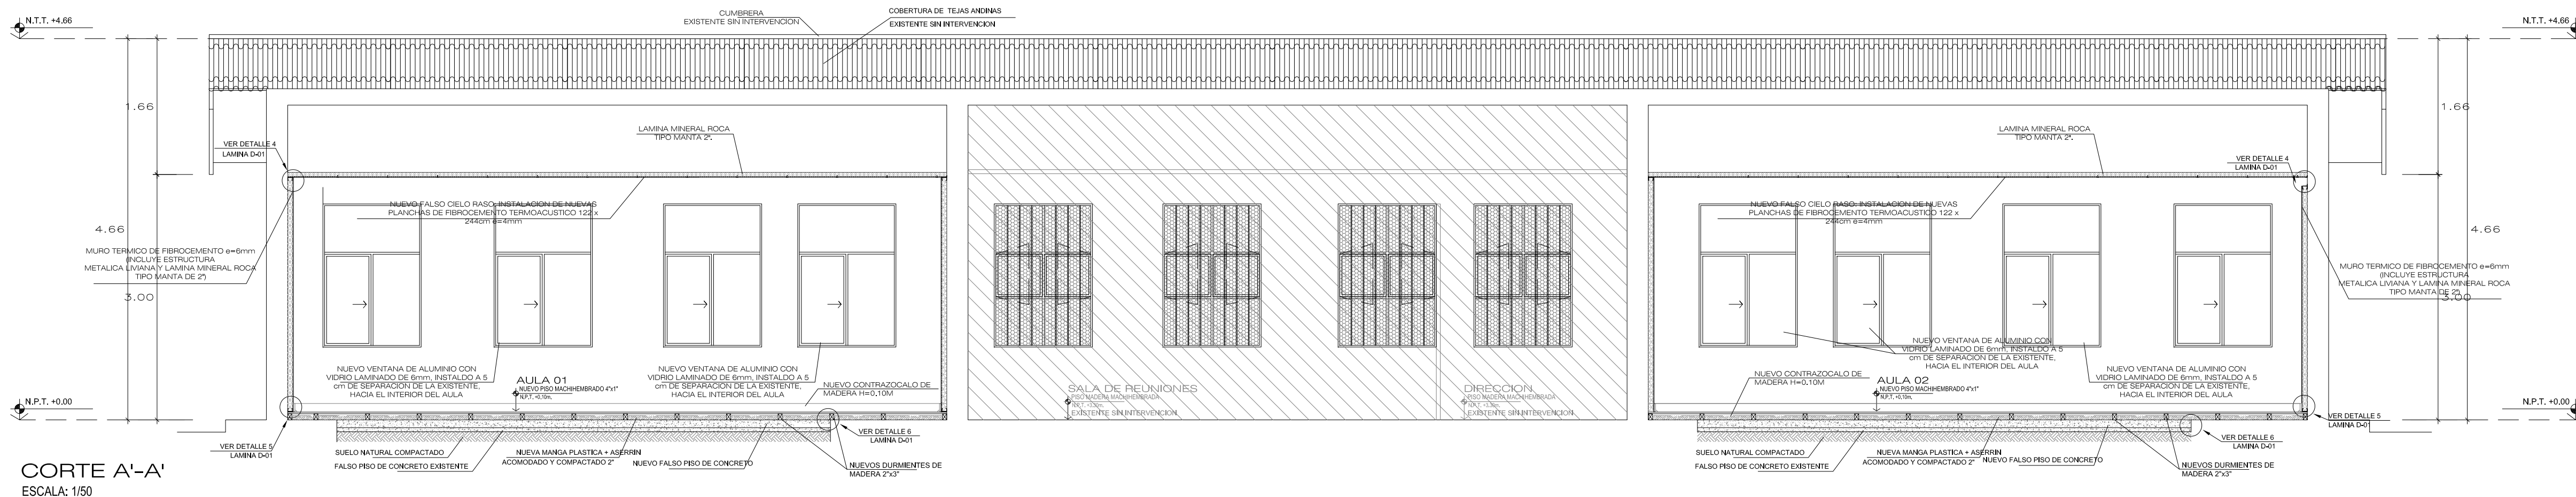 N.T.T. +4.66
CUMBRERA
EXISTENTE SIN INTERVENCION
COBERTURA DE TEJAS ANDINAS
EXISTENTE SIN INTERVENCION
N.T.T. +4.66
1.66
1.66
LAMINA MINERAL ROCA
TIPO MANTA 2".
LAMINA MINERAL ROCA
TIPO MANTA 2".
VER DETALLE 4
LAMINA D-01
VER DETALLE 4
LAMINA D-01
NUEVO FALSO CIELO RASO: INSTALACION DE NUEVAS
PLANCHAS DE FIBROCEMENTO TERMOACUSTICO 122 x
244cm e=4mm
NUEVO FALSO CIELO RASO: INSTALACION DE NUEVAS
PLANCHAS DE FIBROCEMENTO TERMOACUSTICO 122 x
244cm e=4mm
4.66
4.66
MURO TERMICO DE FIBROCEMENTO e=6mm
(INCLUYE ESTRUCTURA
METALICA LIVIANA Y LAMINA MINERAL ROCA
TIPO MANTA DE 2")
MURO TERMICO DE FIBROCEMENTO e=6mm
(INCLUYE ESTRUCTURA
METALICA LIVIANA Y LAMINA MINERAL ROCA
TIPO MANTA DE 2")
3.00
3.00
NUEVO VENTANA DE ALUMINIO CON
VIDRIO LAMINADO DE 6mm, INSTALDO A 5
cm DE SEPARACION DE LA EXISTENTE,
HACIA EL INTERIOR DEL AULA
AULA 01
NUEVO PISO MACHIHEMBRADO 4"x1"
N.P.T. +0.10m.
NUEVO VENTANA DE ALUMINIO CON
VIDRIO LAMINADO DE 6mm, INSTALDO A 5
cm DE SEPARACION DE LA EXISTENTE,
HACIA EL INTERIOR DEL AULA
NUEVO CONTRAZOCALO DE
MADERA H=0.10M
SALA DE REUNIONES
PISO MADERA MACHIHEMBRADA
EXISTENTE SIN INTERVENCION
DIRECCION
PISO MADERA MACHIHEMBRADA
EXISTENTE SIN INTERVENCION
NUEVO CONTRAZOCALO DE
MADERA H=0.10M
AULA 02
NUEVO PISO MACHIHEMBRADO 4"x1"
N.P.T. +0.10m.
NUEVO VENTANA DE ALUMINIO CON
VIDRIO LAMINADO DE 6mm, INSTALDO A 5
cm DE SEPARACION DE LA EXISTENTE,
HACIA EL INTERIOR DEL AULA
NUEVO VENTANA DE ALUMINIO CON
VIDRIO LAMINADO DE 6mm, INSTALDO A 5
cm DE SEPARACION DE LA EXISTENTE,
HACIA EL INTERIOR DEL AULA
N.P.T. +0.00
N.P.T. +0.00
VER DETALLE 5
LAMINA D-01
SUELO NATURAL COMPACTADO
FALSO PISO DE CONCRETO EXISTENTE
NUEVA MANGA PLASTICA + ASERRIN
ACOMODADO Y COMPACTADO 2"
NUEVO FALSO PISO DE CONCRETO
VER DETALLE 6
LAMINA D-01
NUEVOS DURMIENTES DE
MADERA 2"x3"
SUELO NATURAL COMPACTADO
FALSO PISO DE CONCRETO EXISTENTE
NUEVA MANGA PLASTICA + ASERRIN
ACOMODADO Y COMPACTADO 2"
NUEVO FALSO PISO DE CONCRETO
VER DETALLE 6
LAMINA D-01
NUEVOS DURMIENTES DE
MADERA 2"x3"
VER DETALLE 5
LAMINA D-01
CORTE A'-A'
ESCALA: 1/50